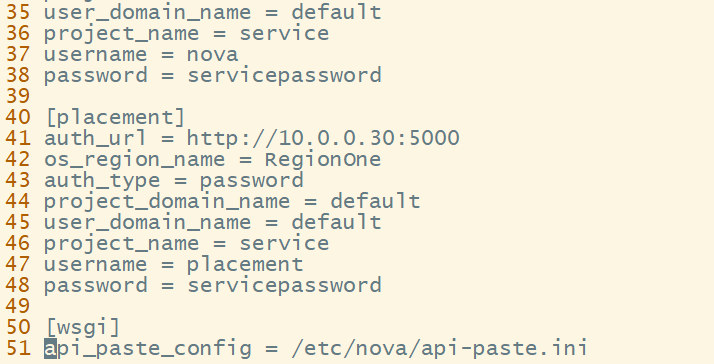 35 user_domain_name = default
36 project_name = service
37 username = nova
38 password = servicepassword
39
40 [placement]
41 auth_url = http://10.0.0.30:5000
42 os_region_name = RegionOne
43 auth_type = password
44 project_domain_name = default
45 user_domain_name = default
46 project_name = service
47 username = placement
48 password = servicepassword
49
50 [wsgi]
51 api_paste_config = /etc/nova/api-paste.ini